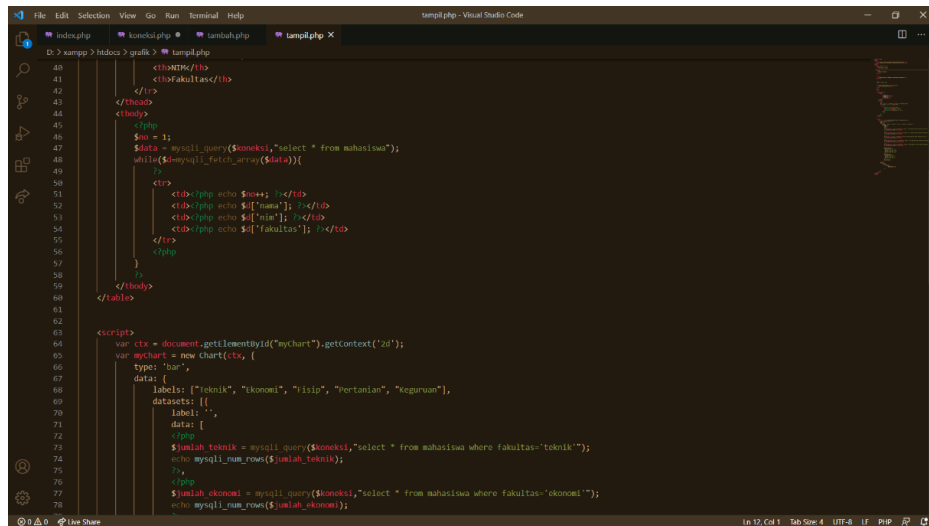 File Edit Selection View Go Run Terminal Help
tampil.php - Visual Studio Code
index.php koneksi.php tambah.php tampil.php
D: > xampp > htdocs > grafik > tampil.php
40 <th>NIM</th>
41 <th>Fakultas</th>
42 </tr>
43 </thead>
44 <tbody>
45 <?php
46 $no = 1;
47 $data = mysqli_query($koneksi,"select * from mahasiswa");
48 while($d=mysqli_fetch_array($data)){
49 ?>
50 <tr>
51 <td><?php echo $no++; ?></td>
52 <td><?php echo $d['nama']; ?></td>
53 <td><?php echo $d['nim']; ?></td>
54 <td><?php echo $d['fakultas']; ?></td>
55 </tr>
56 <?php
57 }
58 ?>
59 </tbody>
60 </table>
61
62
63 <script>
64 var ctx = document.getElementById("myChart").getContext('2d');
65 var myChart = new Chart(ctx, {
66 type: 'bar',
67 data: {
68 labels: ["Teknik", "Ekonomi", "Fisip", "Pertanian", "Keguruan"],
69 datasets: [{
70 label: '',
71 data: [
72 <?php
73 $jumlah_teknik = mysqli_query($koneksi,"select * from mahasiswa where fakultas='teknik'");
74 echo mysqli_num_rows($jumlah_teknik);
75 ?>,
76 <?php
77 $jumlah_ekonomi = mysqli_query($koneksi,"select * from mahasiswa where fakultas='ekonomi'");
78 echo mysqli_num_rows($jumlah_ekonomi);
0 0 Live Share
Ln 12, Col 1 Tab Size: 4 UTF-8 LF PHP